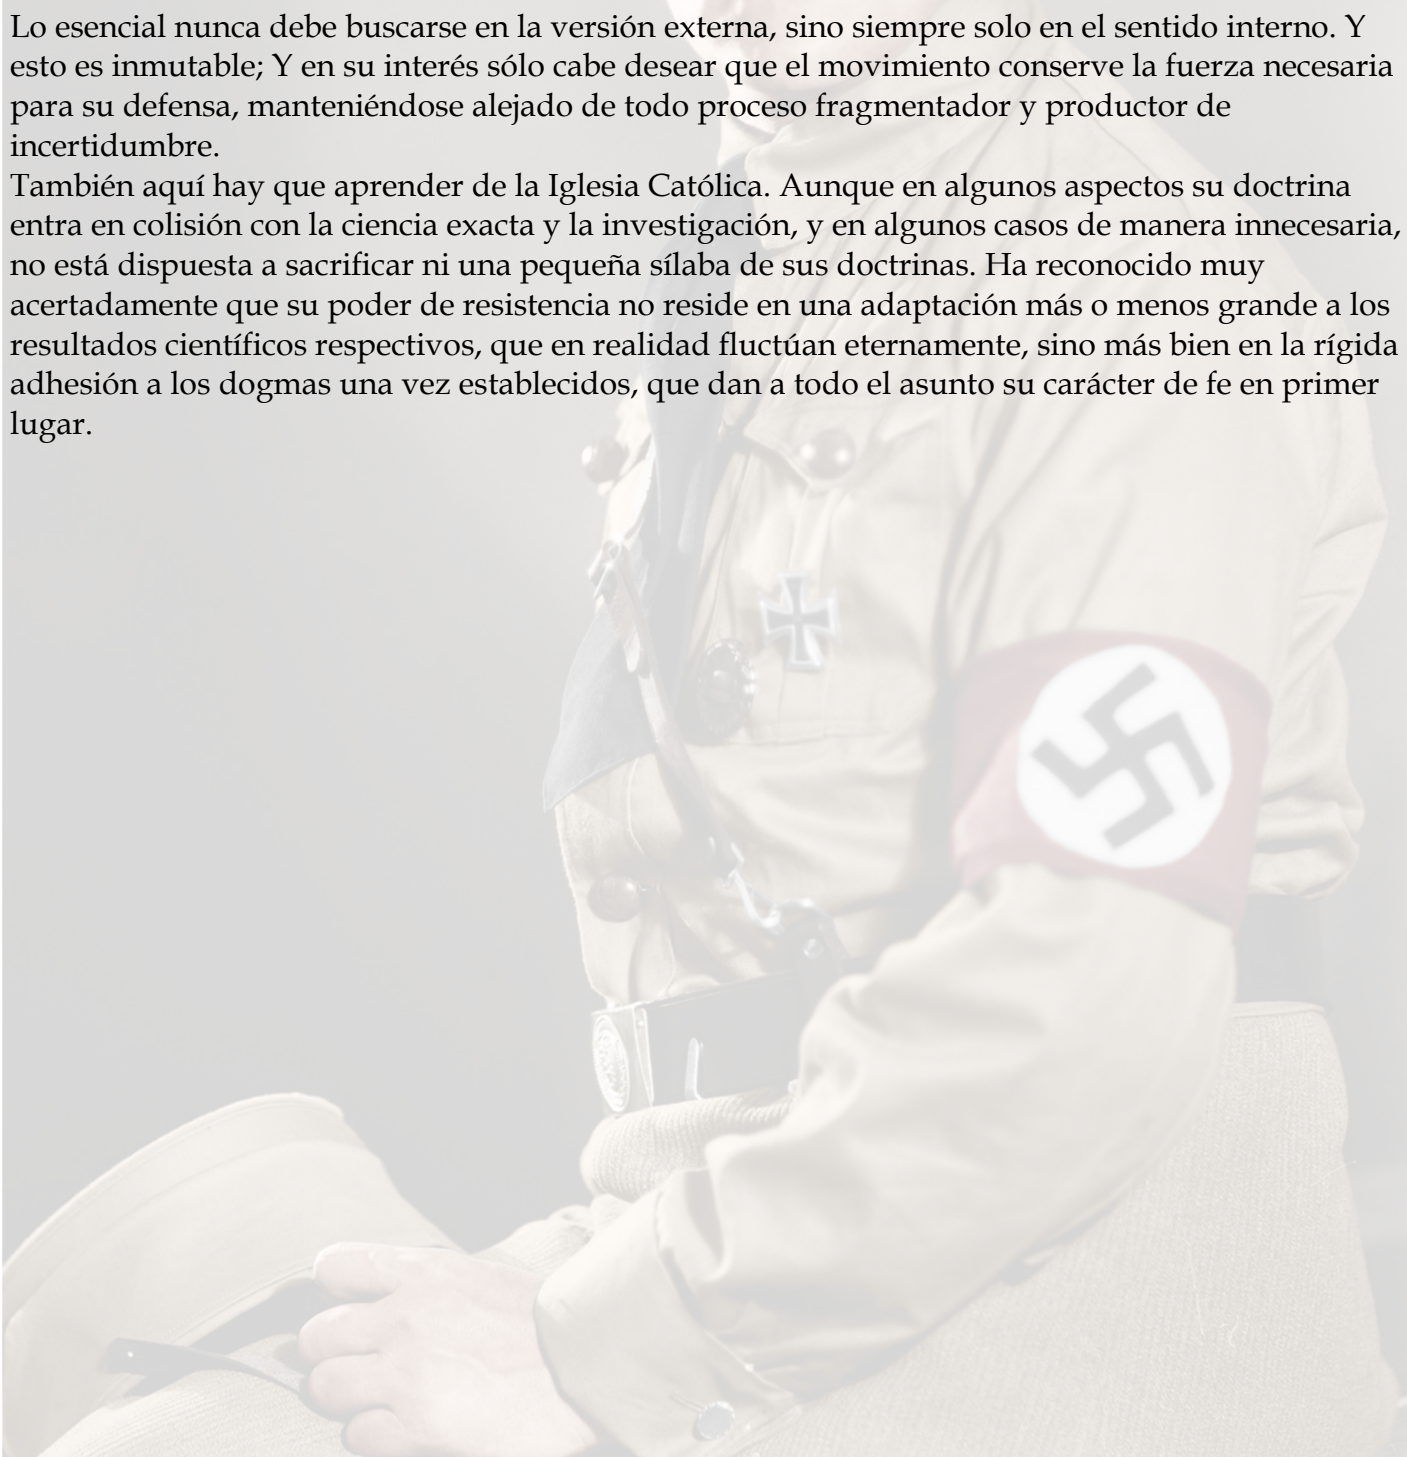 Lo esencial nunca debe buscarse en la versión externa, sino siempre solo en el sentido interno. Y
esto es inmutable; Y en su interés sólo cabe desear que el movimiento conserve la fuerza necesaria
para su defensa, manteniéndose alejado de todo proceso fragmentador y productor de
incertidumbre.
También aquí hay que aprender de la Iglesia Católica. Aunque en algunos aspectos su doctrina
entra en colisión con la ciencia exacta y la investigación, y en algunos casos de manera innecesaria,
no está dispuesta a sacrificar ni una pequeña sílaba de sus doctrinas. Ha reconocido muy
acertadamente que su poder de resistencia no reside en una adaptación más o menos grande a los
resultados científicos respectivos, que en realidad fluctúan eternamente, sino más bien en la rígida
adhesión a los dogmas una vez establecidos, que dan a todo el asunto su carácter de fe en primer
lugar.